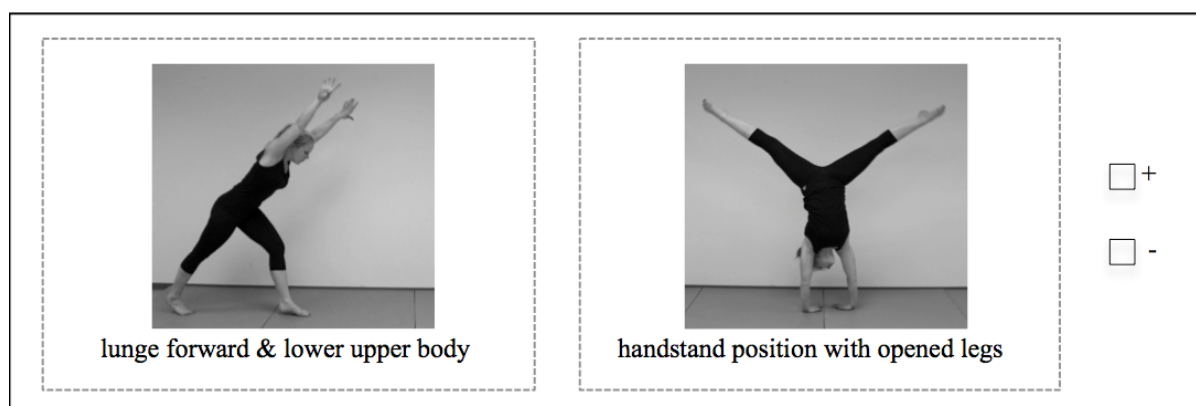 lunge forward & lower upper body
handstand position with opened legs
+
-